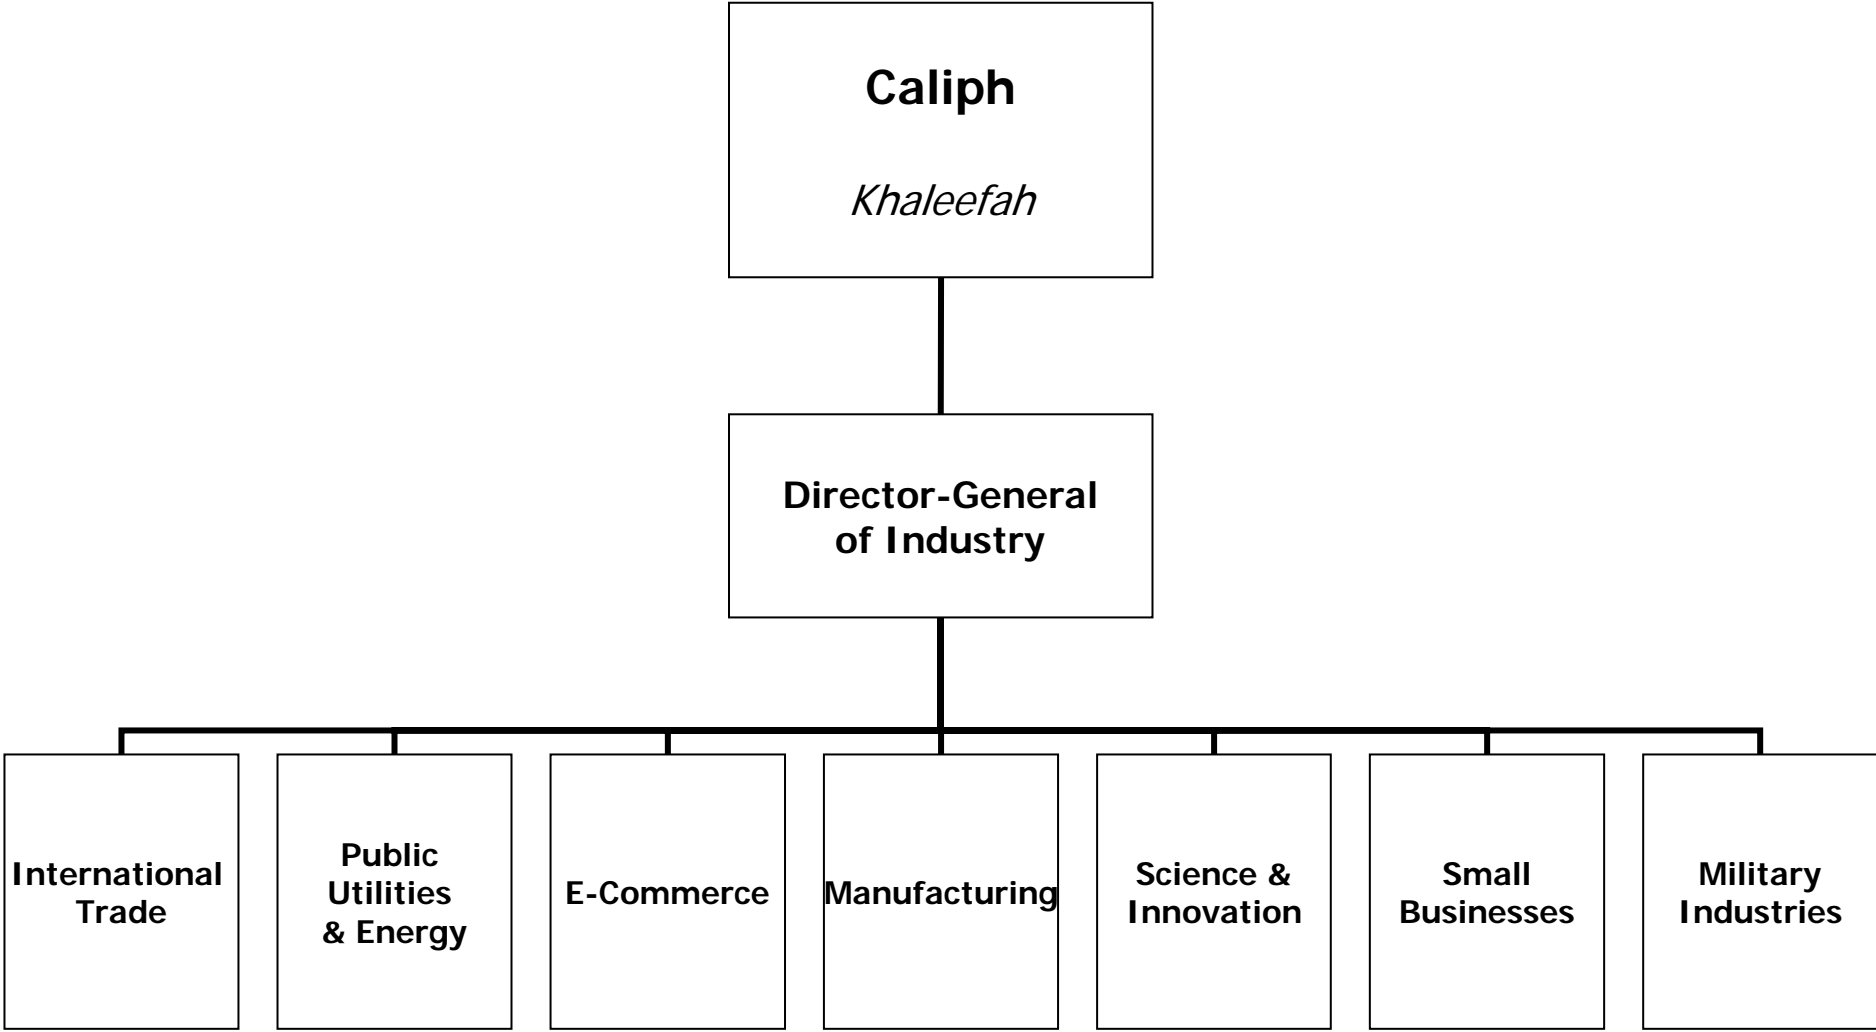 Caliph
Khaleefah
Director-General
of Industry
International
Trade
Public
Utilities
& Energy
E-Commerce
Manufacturing
Science &
Innovation
Small
Businesses
Military
Industries